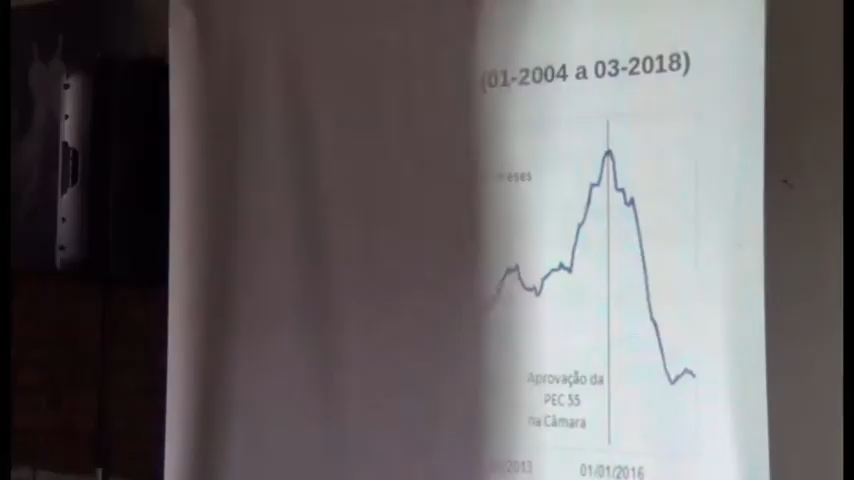 (01-2004 a 03-2018)
Aprovação da
PEC 55
na Câmara
01/01/2016